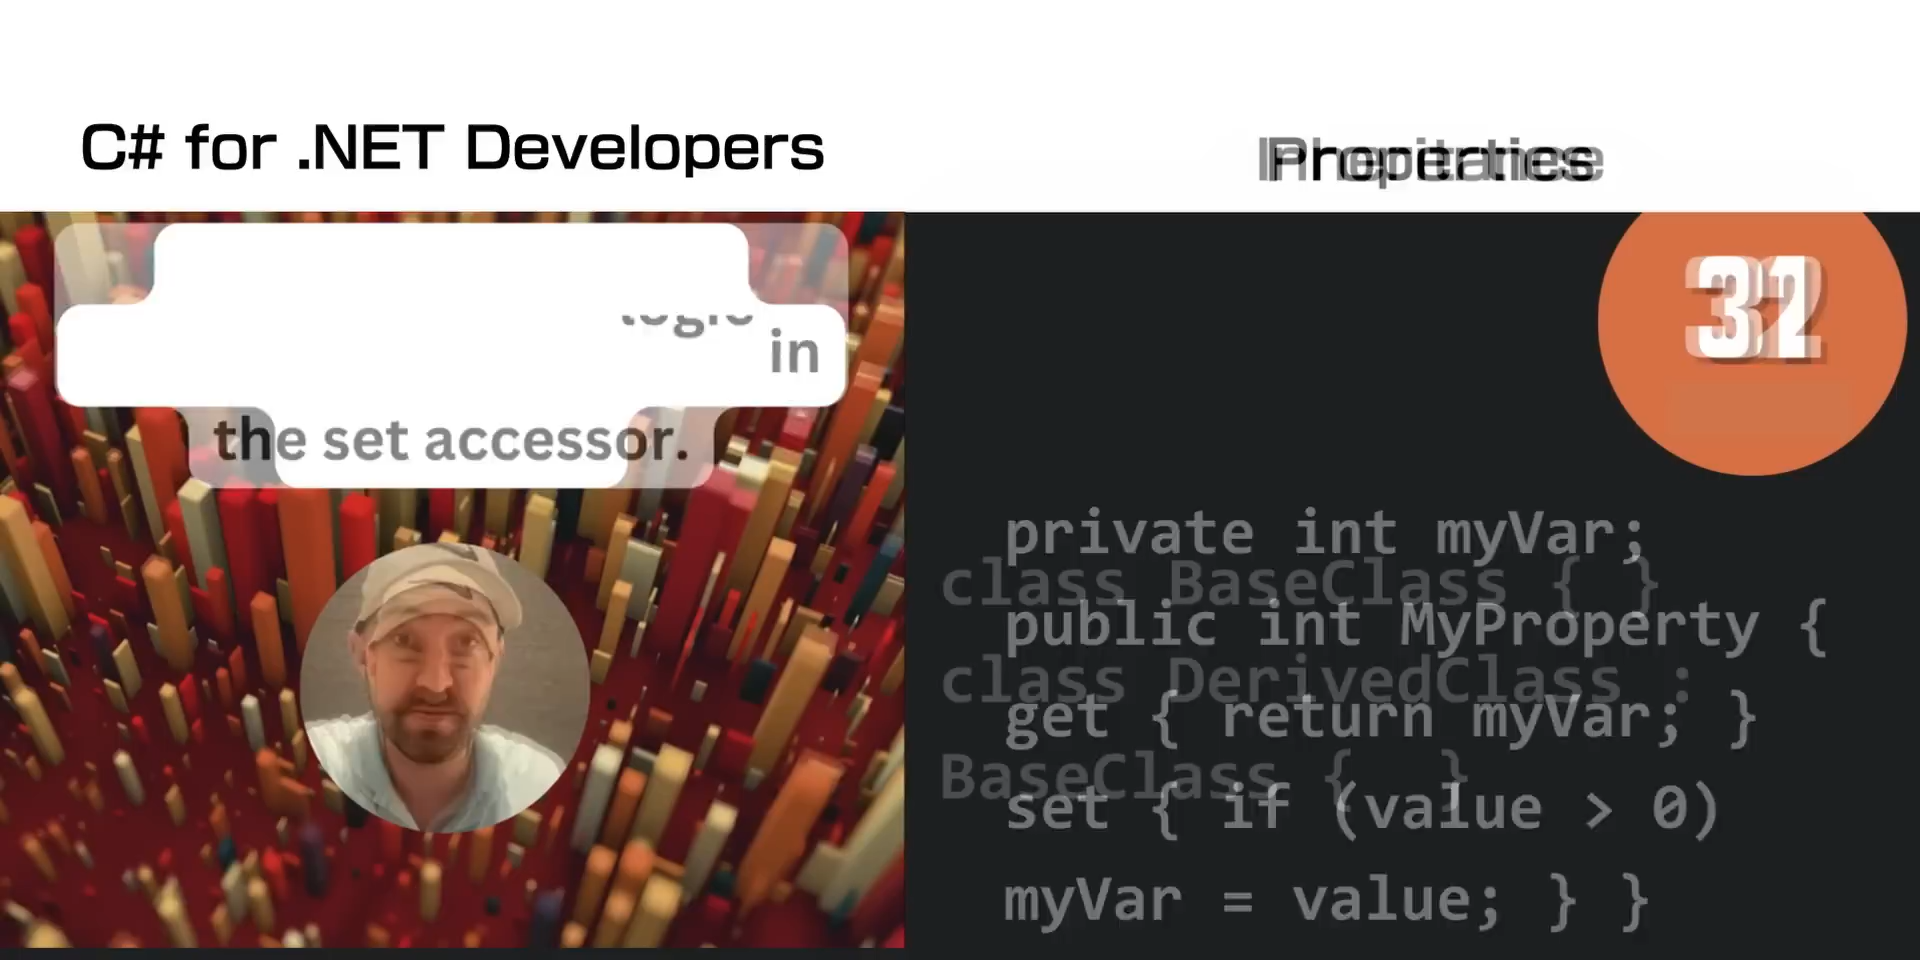 C# for .NET Developers
in
the set accessor.
private int myVar;
class BaseClass { }
public int MyProperty {
class DerivedClass :
get { return myVar; }
BaseClass { }
set { if (value > 0)
myVar = value; } }